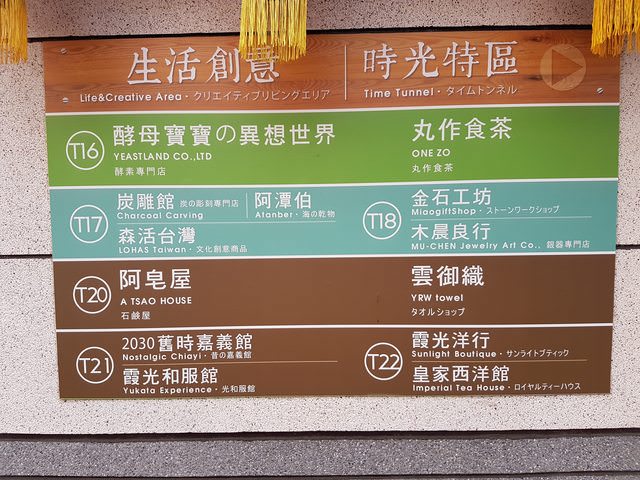 生活創意 時光特區
Life&Creative Area・クリエイティブリビングエリア Time Tunnel・タイムトンネル
T16 酵母寶寶の異想世界
YEASTLAND CO.,LTD
酵素專門店
丸作食茶
ONE ZO
丸作食茶
T17 炭雕館 炭の彫刻専門店
Charcoal Carving
阿潭伯
Atanber・海の乾物
森活台灣
LOHAS Taiwan・文化創意商品
T18 金石工坊
MiaogiftShop・ストーンワークショップ
木晨良行
MU-CHEN Jewelry Art Co., 銀器專門店
T20 阿皂屋
A TSAO HOUSE
石鹸屋
雲御織
YRW towel
タオルショップ
T21 2030舊時嘉義館
Nostalgic Chiayi・昔の嘉義館
霞光和服館
Yukata Experience・光和服館
T22 霞光洋行
Sunlight Boutique・サンライトブティック
皇家西洋館
Imperial Tea House・ロイヤルティーハウス